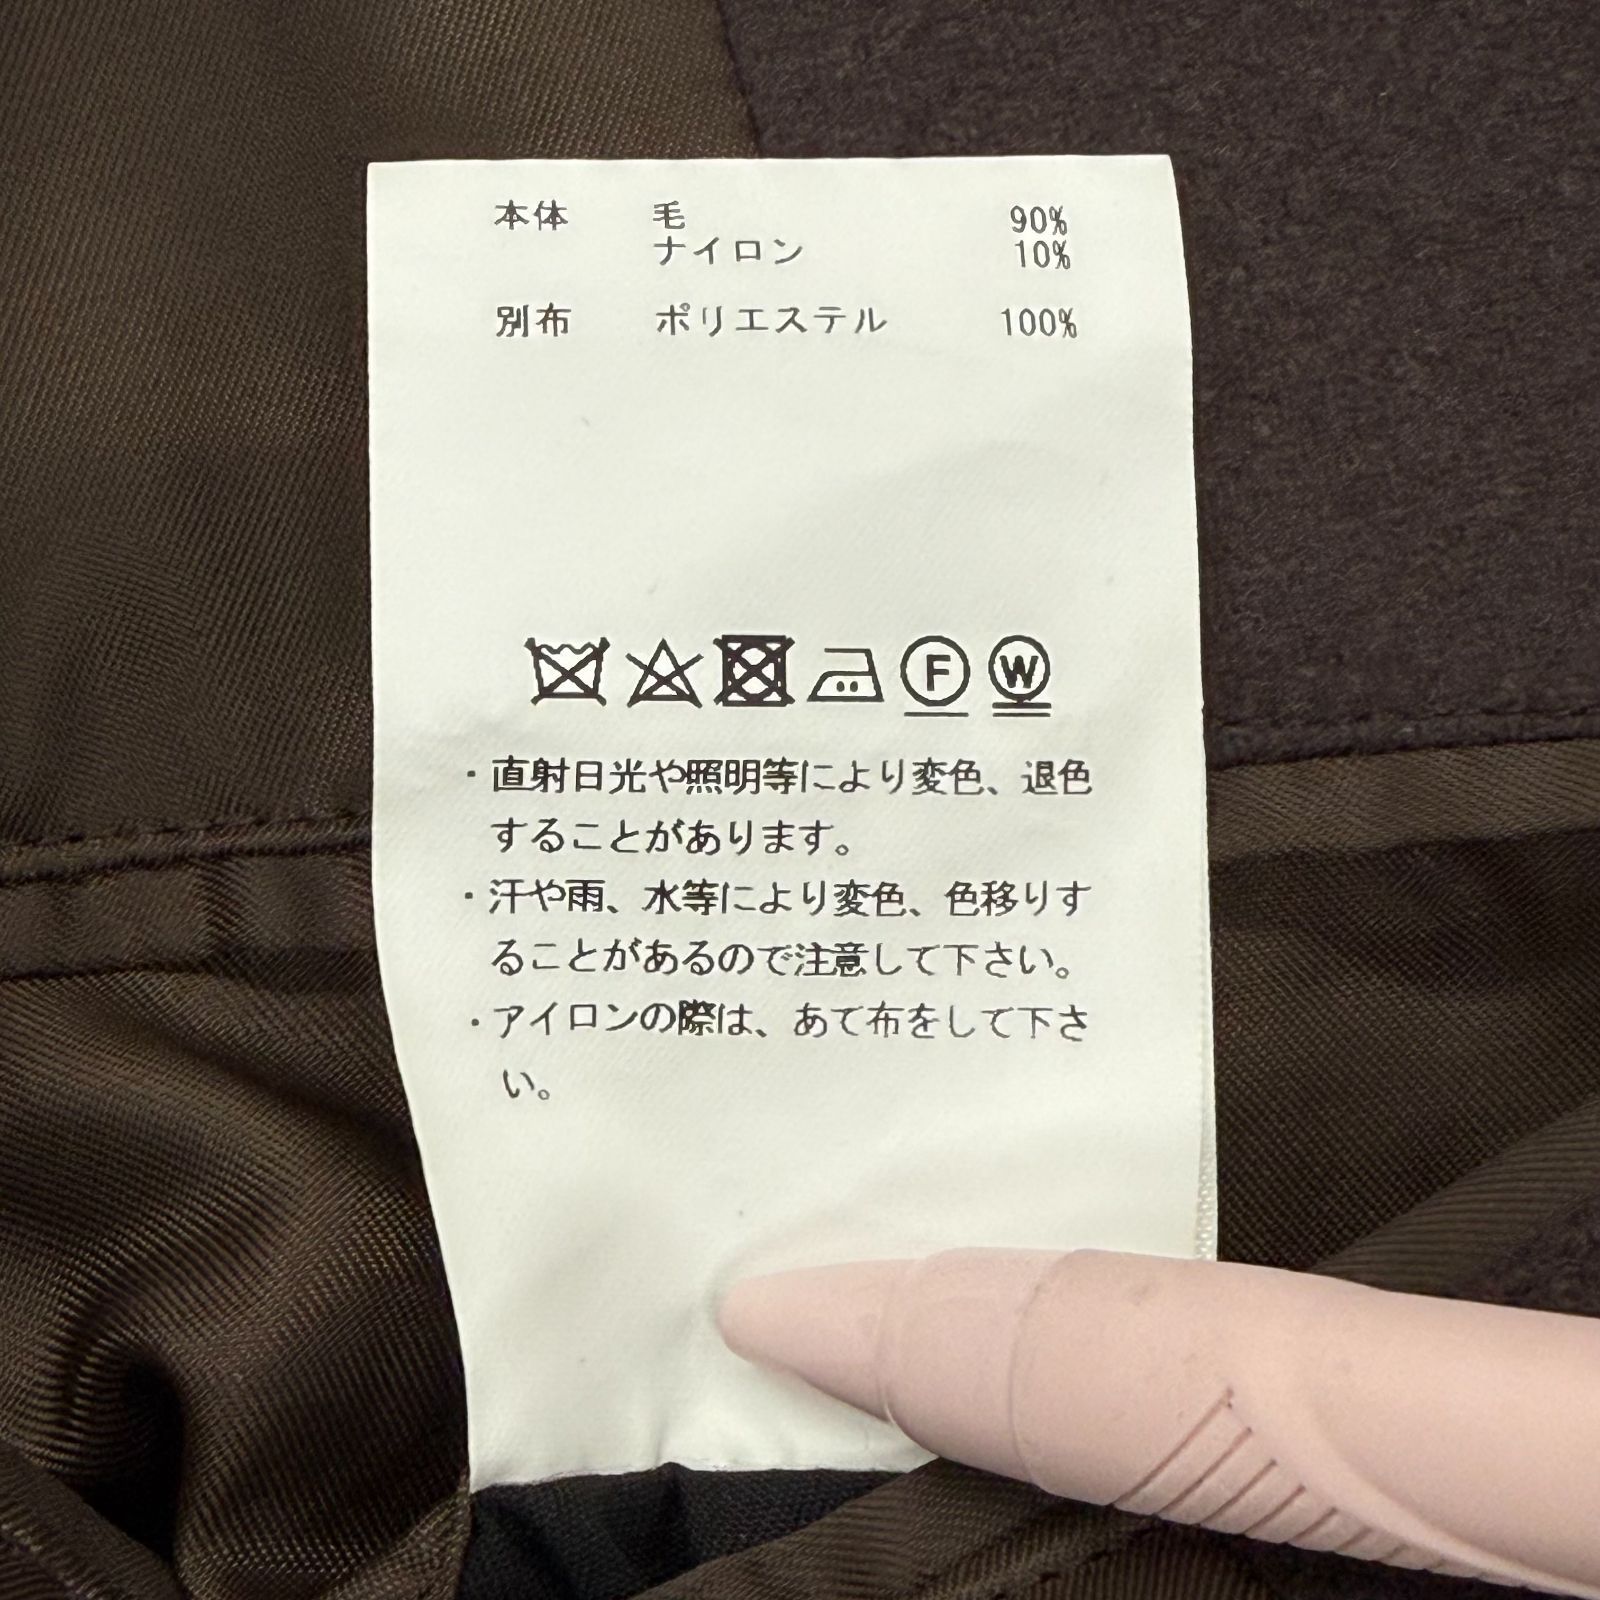 本体 毛 90%
ナイロン 10%
別布 ポリエステル 100%
F W
・直射日光や照明等により変色、退色
することがあります。
・汗や雨、水等により変色、色移りす
ることがあるので注意して下さい。
・アイロンの際は、あて布をして下さ
い。